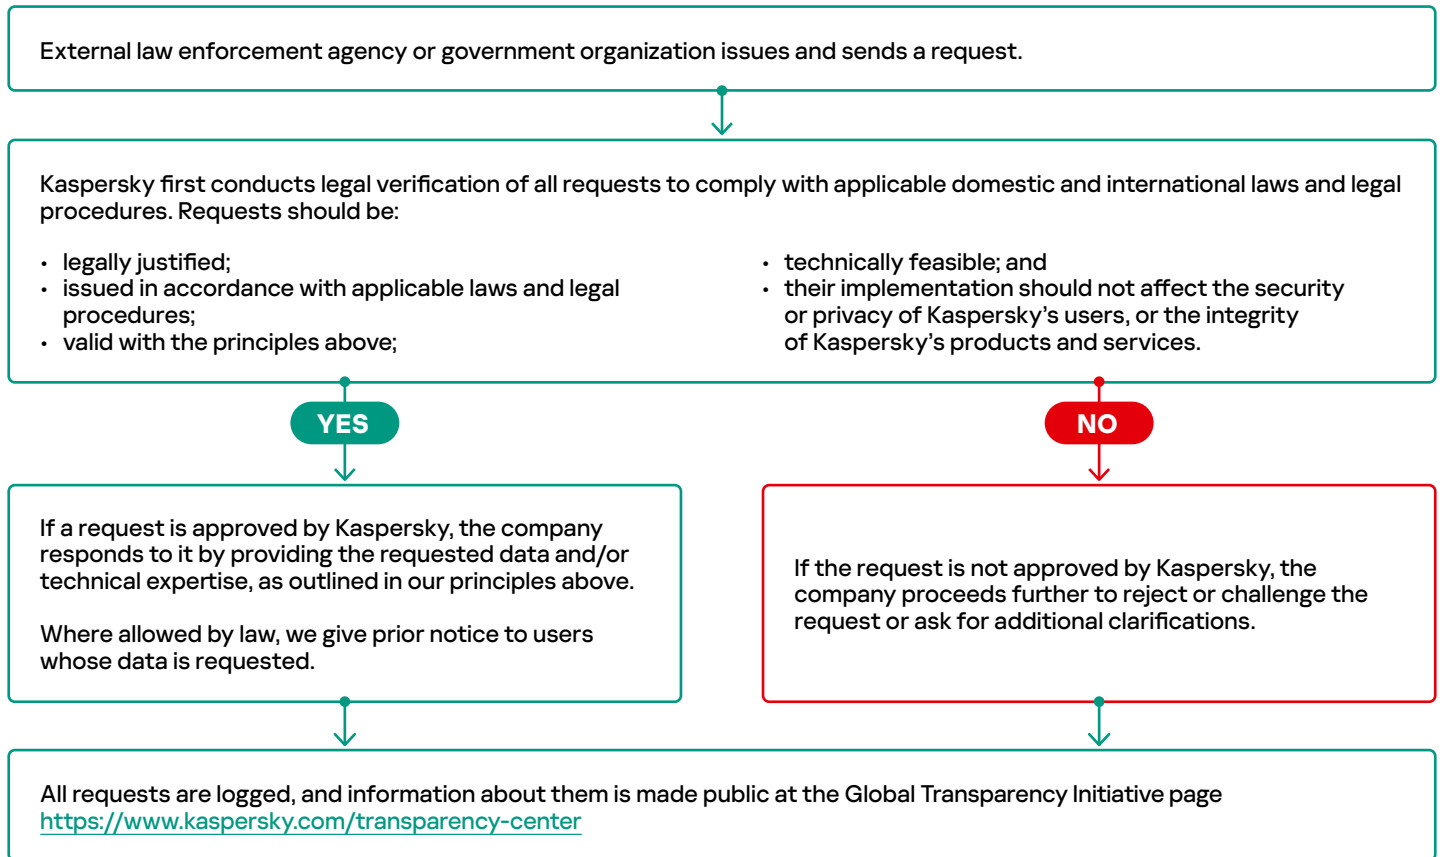 External law enforcement agency or government organization issues and sends a request.
Kaspersky first conducts legal verification of all requests to comply with applicable domestic and international laws and legal
procedures. Requests should be:
• legally justified;
• issued in accordance with applicable laws and legal
procedures;
• valid with the principles above;
• technically feasible; and
• their implementation should not affect the security
or privacy of Kaspersky’s users, or the integrity
of Kaspersky’s products and services.
YES
NO
If a request is approved by Kaspersky, the company
responds to it by providing the requested data and/or
technical expertise, as outlined in our principles above.
Where allowed by law, we give prior notice to users
whose data is requested.
If the request is not approved by Kaspersky, the
company proceeds further to reject or challenge the
request or ask for additional clarifications.
All requests are logged, and information about them is made public at the Global Transparency Initiative page
https://www.kaspersky.com/transparency-center